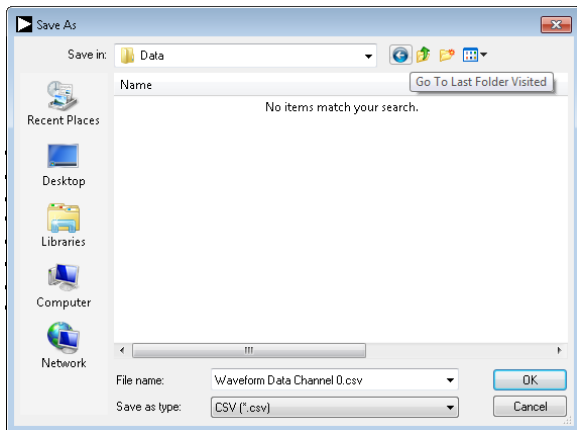 Save As
Save in:
Data
Go To Last Folder Visited
Name
No items match your search.
Recent Places
Desktop
Libraries
Computer
Network
File name:
Waveform Data Channel 0.csv
OK
Save as type:
CSV (*.csv)
Cancel